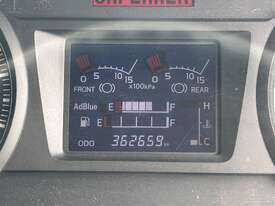 0 5 10 15 0 5 10 15
FRONT x100kPa REAR
AdBlue E F H
E F
ODO 362659 km C